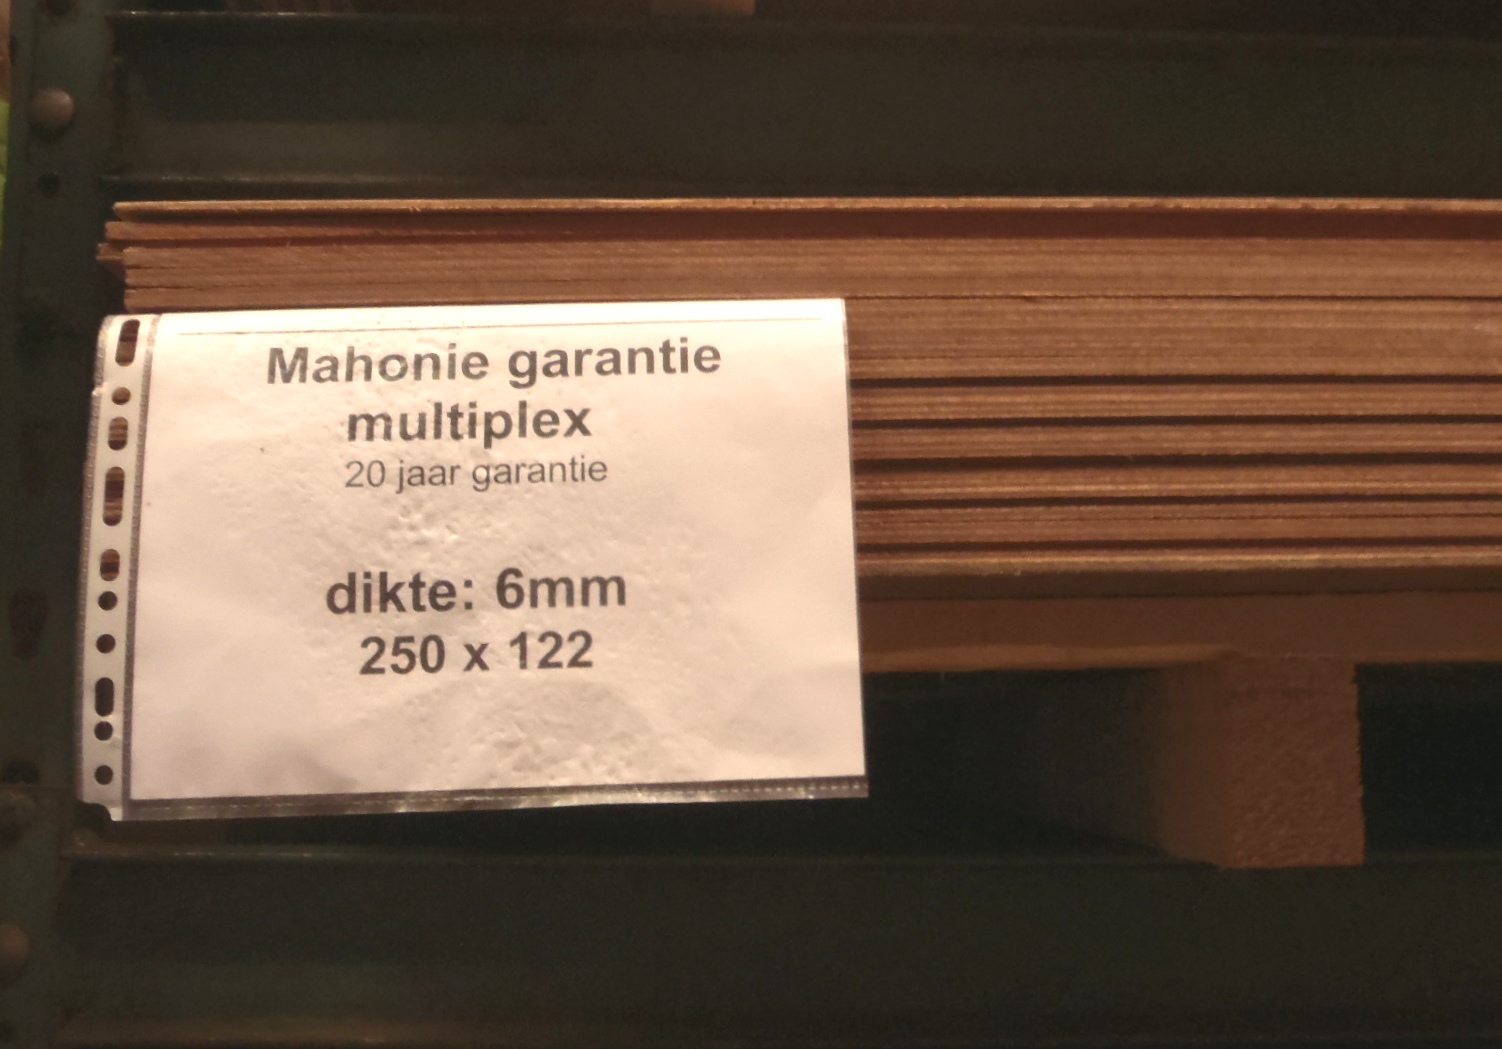 Mahonie garantie
multiplex
20 jaar garantie
dikte: 6mm
250 x 122